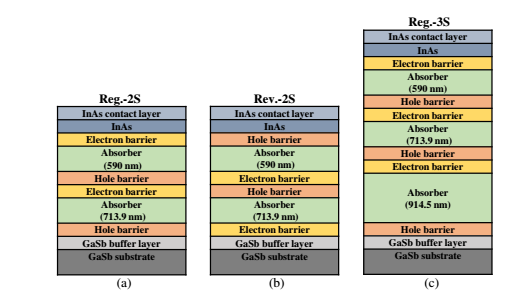 Reg.-2S
InAs contact layer
InAs
Electron barrier
Absorber
(590 nm)
Hole barrier
Electron barrier
Absorber
(713.9 nm)
Hole barrier
GaSb buffer layer
GaSb substrate
(a)
Rev.-2S
InAs contact layer
InAs
Hole barrier
Absorber
(590 nm)
Electron barrier
Hole barrier
Absorber
(713.9 nm)
Electron barrier
GaSb buffer layer
GaSb substrate
(b)
Reg.-3S
InAs contact layer
InAs
Electron barrier
Absorber
(590 nm)
Hole barrier
Electron barrier
Absorber
(713.9 nm)
Hole barrier
Electron barrier
Absorber
(914.5 nm)
Hole barrier
GaSb buffer layer
GaSb substrate
(c)